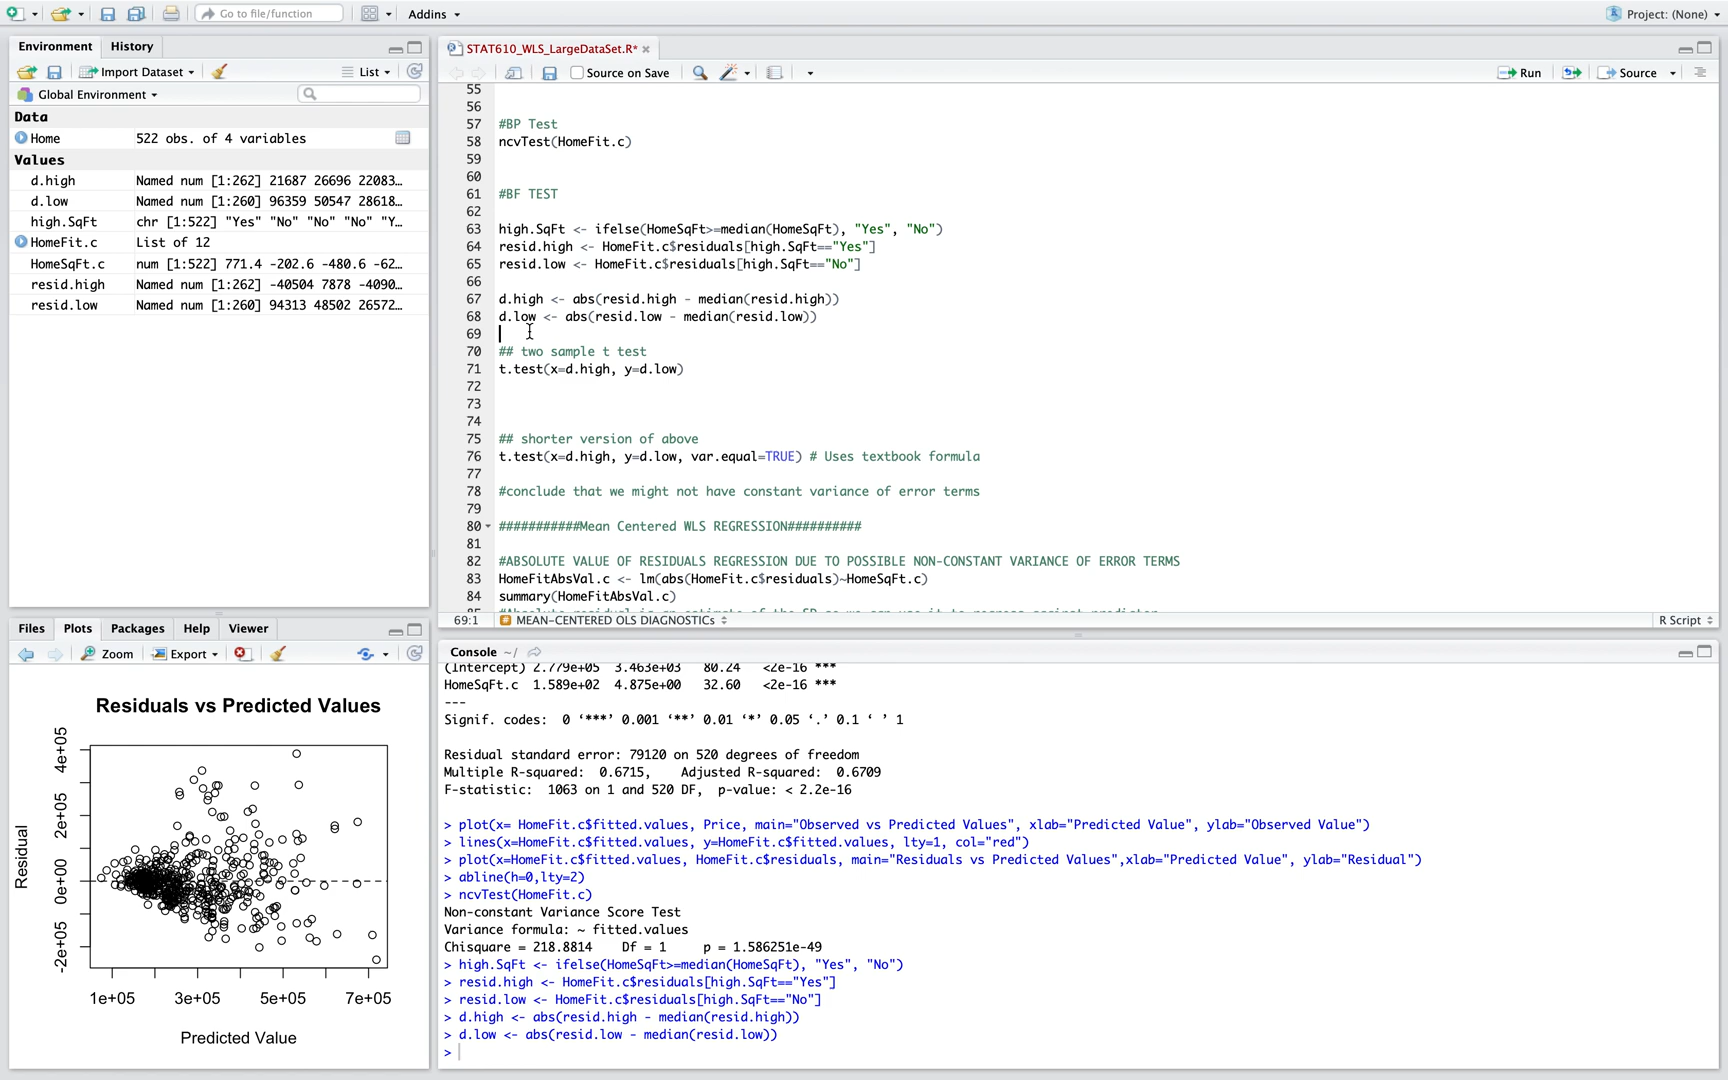 Go to file/function
Addins
Project: (None)
Environment
History
Import Dataset
List
Global Environment
Data
Home 522 obs. of 4 variables
Values
d.high Named num [1:262] 21687 26696 22083…
d.low Named num [1:260] 96359 50547 28618…
high.SqFt chr [1:522] "Yes" "No" "No" "No" "Y…
HomeFit.c List of 12
HomeSqFt.c num [1:522] 771.4 -202.6 -480.6 -62…
resid.high Named num [1:262] -40504 7878 -4090…
resid.low Named num [1:260] 94313 48502 26572…
STAT610_WLS_LargeDataSet.R*
Source on Save
Run
Source
55
56
57 #BP Test
58 ncvTest(HomeFit.c)
59
60
61 #BF TEST
62
63 high.SqFt <- ifelse(HomeSqFt>=median(HomeSqFt), "Yes", "No")
64 resid.high <- HomeFit.c$residuals[high.SqFt=="Yes"]
65 resid.low <- HomeFit.c$residuals[high.SqFt=="No"]
66
67 d.high <- abs(resid.high - median(resid.high))
68 d.low <- abs(resid.low - median(resid.low))
69
70 ## two sample t test
71 t.test(x=d.high, y=d.low)
72
73
74
75 ## shorter version of above
76 t.test(x=d.high, y=d.low, var.equal=TRUE) # Uses textbook formula
77
78 #conclude that we might not have constant variance of error terms
79
80 ###########Mean Centered WLS REGRESSION##########
81
82 #ABSOLUTE VALUE OF RESIDUALS REGRESSION DUE TO POSSIBLE NON-CONSTANT VARIANCE OF ERROR TERMS
83 HomeFitAbsVal.c <- lm(abs(HomeFit.c$residuals)~HomeSqFt.c)
84 summary(HomeFitAbsVal.c)
69:1 MEAN-CENTERED OLS DIAGNOSTICs
R Script
Files
Plots
Packages
Help
Viewer
Zoom
Export
Residuals vs Predicted Values
Residual
4e+05
2e+05
0e+00
-2e+05
1e+05 3e+05 5e+05 7e+05
Predicted Value
Console ~/
(Intercept) 2.779e+05 3.463e+03 80.24 <2e-16 ***
HomeSqFt.c 1.589e+02 4.875e+00 32.60 <2e-16 ***
---
Signif. codes: 0 ‘***’ 0.001 ‘**’ 0.01 ‘*’ 0.05 ‘.’ 0.1 ‘ ’ 1
Residual standard error: 79120 on 520 degrees of freedom
Multiple R-squared: 0.6715, Adjusted R-squared: 0.6709
F-statistic: 1063 on 1 and 520 DF, p-value: < 2.2e-16
> plot(x= HomeFit.c$fitted.values, Price, main="Observed vs Predicted Values", xlab="Predicted Value", ylab="Observed Value")
> lines(x=HomeFit.c$fitted.values, y=HomeFit.c$fitted.values, lty=1, col="red")
> plot(x=HomeFit.c$fitted.values, HomeFit.c$residuals, main="Residuals vs Predicted Values",xlab="Predicted Value", ylab="Residual")
> abline(h=0,lty=2)
> ncvTest(HomeFit.c)
Non-constant Variance Score Test
Variance formula: ~ fitted.values
Chisquare = 218.8814 Df = 1 p = 1.586251e-49
> high.SqFt <- ifelse(HomeSqFt>=median(HomeSqFt), "Yes", "No")
> resid.high <- HomeFit.c$residuals[high.SqFt=="Yes"]
> resid.low <- HomeFit.c$residuals[high.SqFt=="No"]
> d.high <- abs(resid.high - median(resid.high))
> d.low <- abs(resid.low - median(resid.low))
>